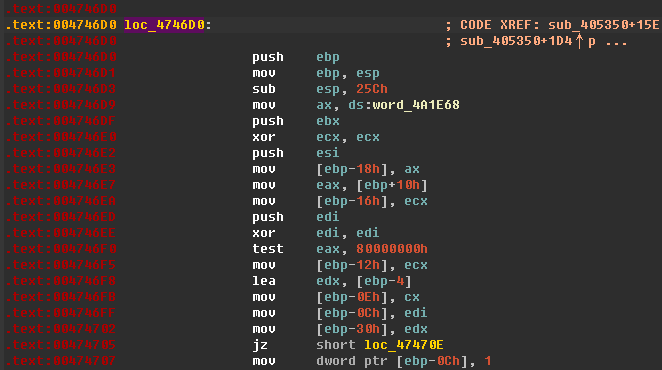 .text:004746D0
.text:004746D0 loc_4746D0: ; CODE XREF: sub_405350+15E
.text:004746D0 ; sub_405350+1D4↑p ...
.text:004746D0 push ebp
.text:004746D1 mov ebp, esp
.text:004746D3 sub esp, 25Ch
.text:004746D9 mov ax, ds:word_4A1E68
.text:004746DF push ebx
.text:004746E0 xor ecx, ecx
.text:004746E2 push esi
.text:004746E3 mov [ebp-18h], ax
.text:004746E7 mov eax, [ebp+10h]
.text:004746EA mov [ebp-16h], ecx
.text:004746ED push edi
.text:004746EE xor edi, edi
.text:004746F0 test eax, 80000000h
.text:004746F5 mov [ebp-12h], ecx
.text:004746F8 lea edx, [ebp-4]
.text:004746FB mov [ebp-0Eh], cx
.text:004746FF mov [ebp-0Ch], edi
.text:00474702 mov [ebp-30h], edx
.text:00474705 jz short loc_47470E
.text:00474707 mov dword ptr [ebp-0Ch], 1